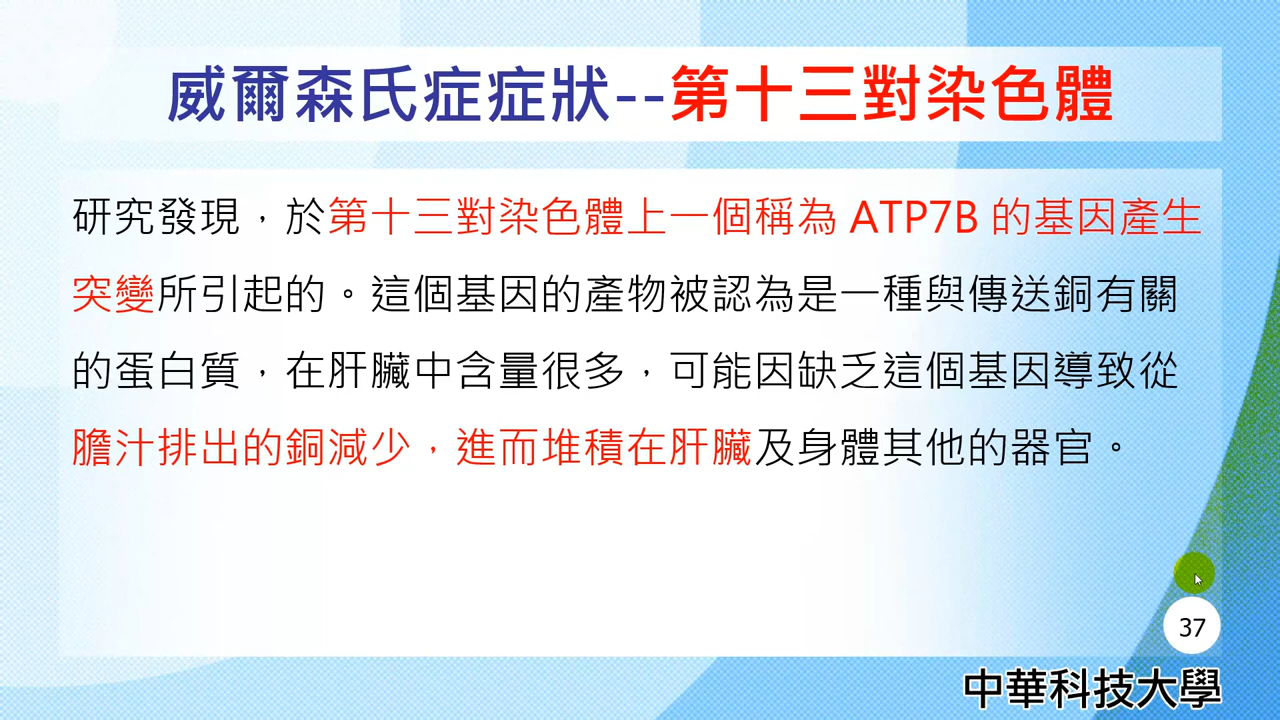 威爾森氏症症狀--第十三對染色體
研究發現，於第十三對染色體上一個稱為 ATP7B 的基因產生
突變所引起的。這個基因的產物被認為是一種與傳送銅有關
的蛋白質，在肝臟中含量很多，可能因缺乏這個基因導致從
膽汁排出的銅減少，進而堆積在肝臟及身體其他的器官。
37
中華科技大學